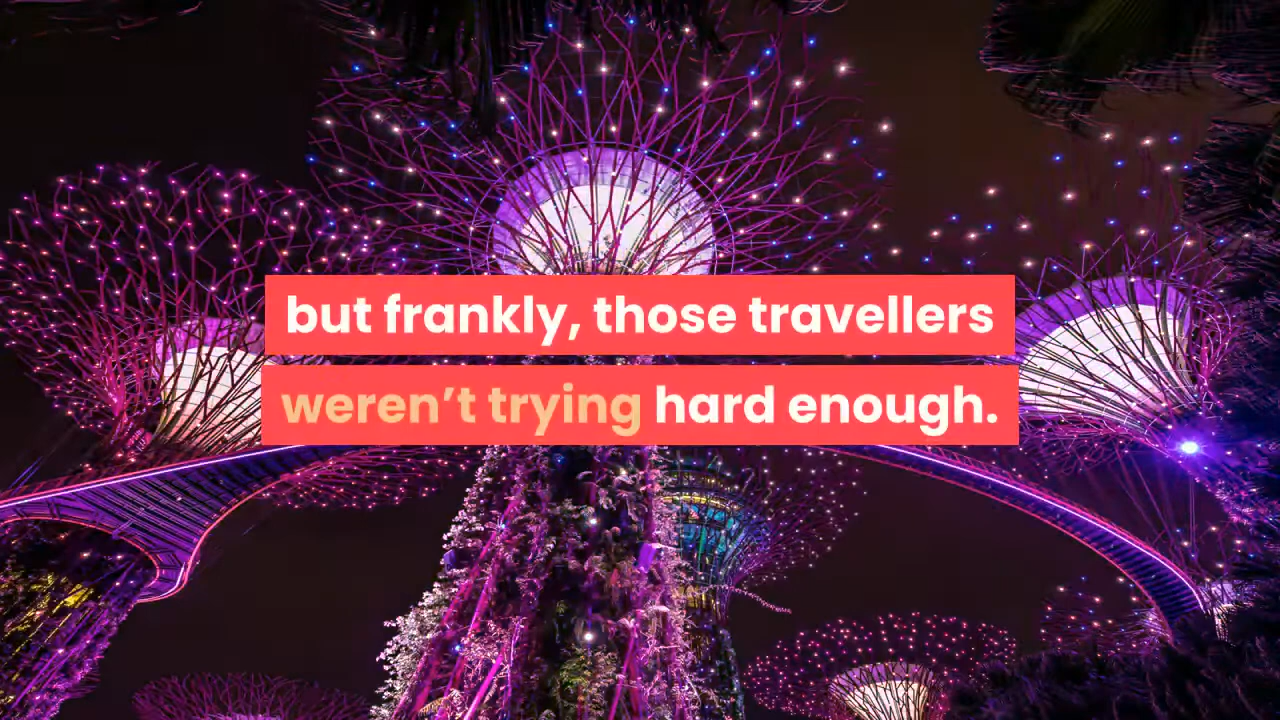 but frankly, those travellers
weren’t trying hard enough.